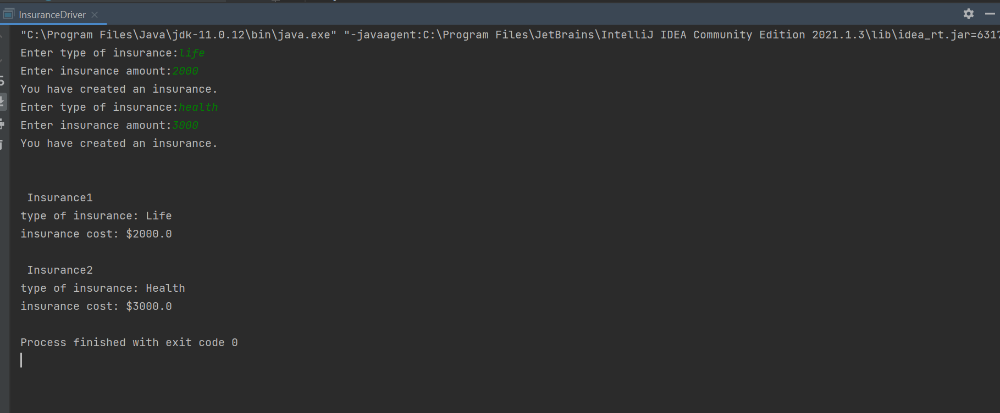 InsuranceDriver
"C:\Program Files\Java\jdk-11.0.12\bin\java.exe" "-javaagent:C:\Program Files\JetBrains\IntelliJ IDEA Community Edition 2021.1.3\lib\idea_rt.jar=6317
Enter type of insurance:life
Enter insurance amount:2000
You have created an insurance.
Enter type of insurance:health
Enter insurance amount:3000
You have created an insurance.
Insurance1
type of insurance: Life
insurance cost: $2000.0
Insurance2
type of insurance: Health
insurance cost: $3000.0
Process finished with exit code 0